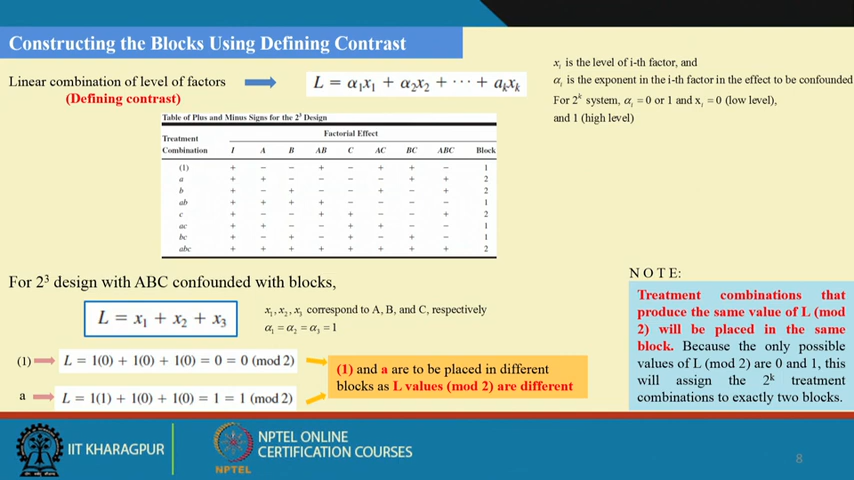 Constructing the Blocks Using Defining Contrast
Linear combination of level of factors
(Defining contrast)
L = α₁x₁ + α₂x₂ + ··· + aₖxₖ
xᵢ is the level of i-th factor, and
αᵢ is the exponent in the i-th factor in the effect to be confounded
For 2ᵏ system, αᵢ = 0 or 1 and xᵢ = 0 (low level),
and 1 (high level)
Table of Plus and Minus Signs for the 2³ Design
Factorial Effect
Treatment
Combination I A B AB C AC BC ABC Block
(1) + − − + − + + − 1
a + + − − − − + + 2
b + − + − − + − + 2
ab + + + + − − − − 1
c + − − + + − − + 2
ac + + − − + + − − 1
bc + − + − + − + − 1
abc + + + + + + + + 2
For 2³ design with ABC confounded with blocks,
L = x₁ + x₂ + x₃
x₁, x₂, x₃ correspond to A, B, and C, respectively
α₁ = α₂ = α₃ = 1
(1) L = 1(0) + 1(0) + 1(0) = 0 = 0 (mod 2)
a L = 1(1) + 1(0) + 1(0) = 1 = 1 (mod 2)
(1) and a are to be placed in different
blocks as L values (mod 2) are different
NOTE:
Treatment combinations that
produce the same value of L (mod
2) will be placed in the same
block. Because the only possible
values of L (mod 2) are 0 and 1, this
will assign the 2ᵏ treatment
combinations to exactly two blocks.
IIT KHARAGPUR
NPTEL
NPTEL ONLINE
CERTIFICATION COURSES
8